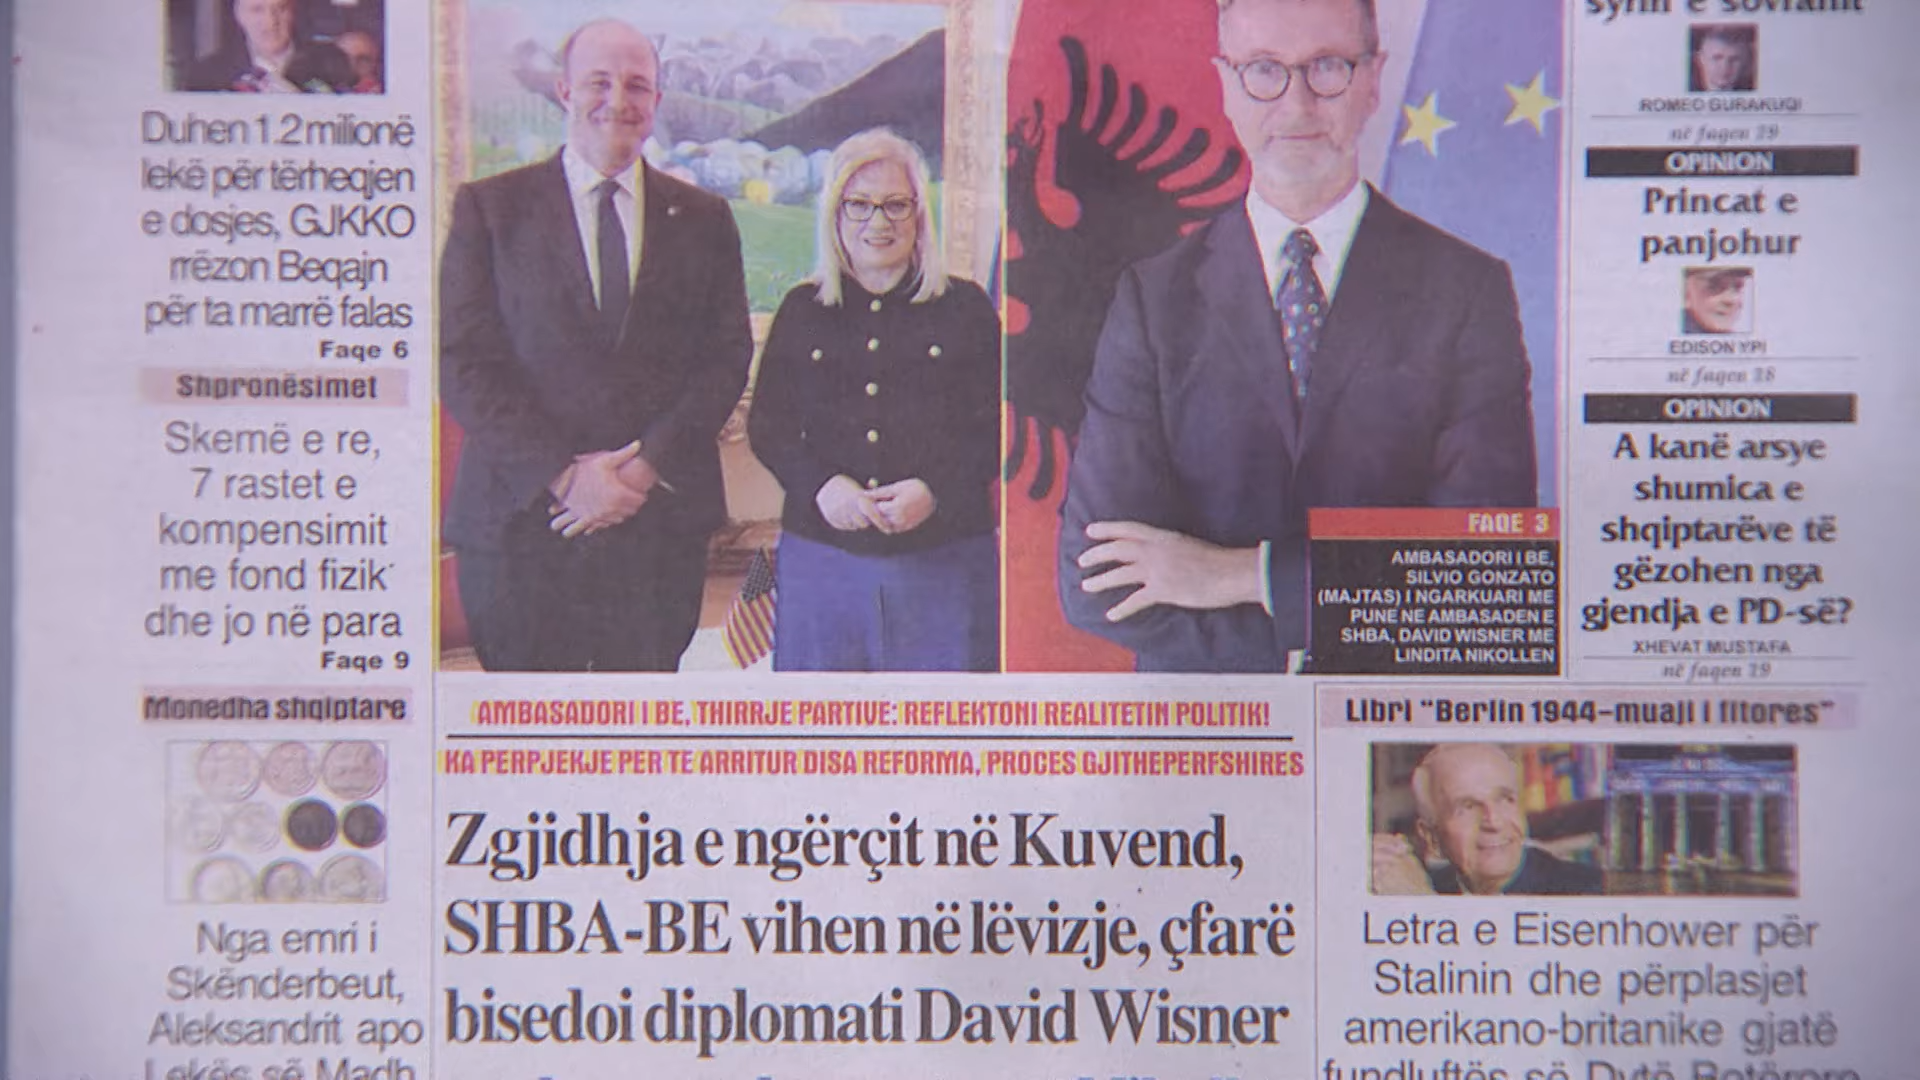 Duhen 1.2 milionë
lekë për tërheqjen
e dosjes, GJKKO
rrëzon Beqajn
për ta marrë falas
Faqe 6
Shpronësimet
Skemë e re,
7 rastet e
kompensimit
me fond fizik
dhe jo në para
Faqe 9
Monedha shqiptare
Nga emri i
Skënderbeut,
Aleksandrit apo
Lekës së Madh
FAQE 3
AMBASADORI I BE,
SILVIO GONZATO
(MAJTAS) I NGARKUARI ME
PUNE NE AMBASADEN E
SHBA, DAVID WISNER ME
LINDITA NIKOLLEN
AMBASADORI I BE, THIRRJE PARTIVE: REFLEKTONI REALITETIN POLITIK!
KA PERPJEKJE PER TE ARRITUR DISA REFORMA, PROCES GJITHEPERFSHIRES
Zgjidhja e ngërçit në Kuvend,
SHBA-BE vihen në lëvizje, çfarë
bisedoi diplomati David Wisner
syrin e sovranit
ROMEO GURAKUQI
në faqen 29
OPINION
Princat e
panjohur
EDISON YPI
në faqen 28
OPINION
A kanë arsye
shumica e
shqiptarëve të
gëzohen nga
gjendja e PD-së?
XHEVAT MUSTAFA
në faqen 29
Libri "Berlin 1944-muaji i fitores"
Letra e Eisenhower për
Stalinin dhe përplasjet
amerikano-britanike gjatë
fundluftës së Dytë Botërore